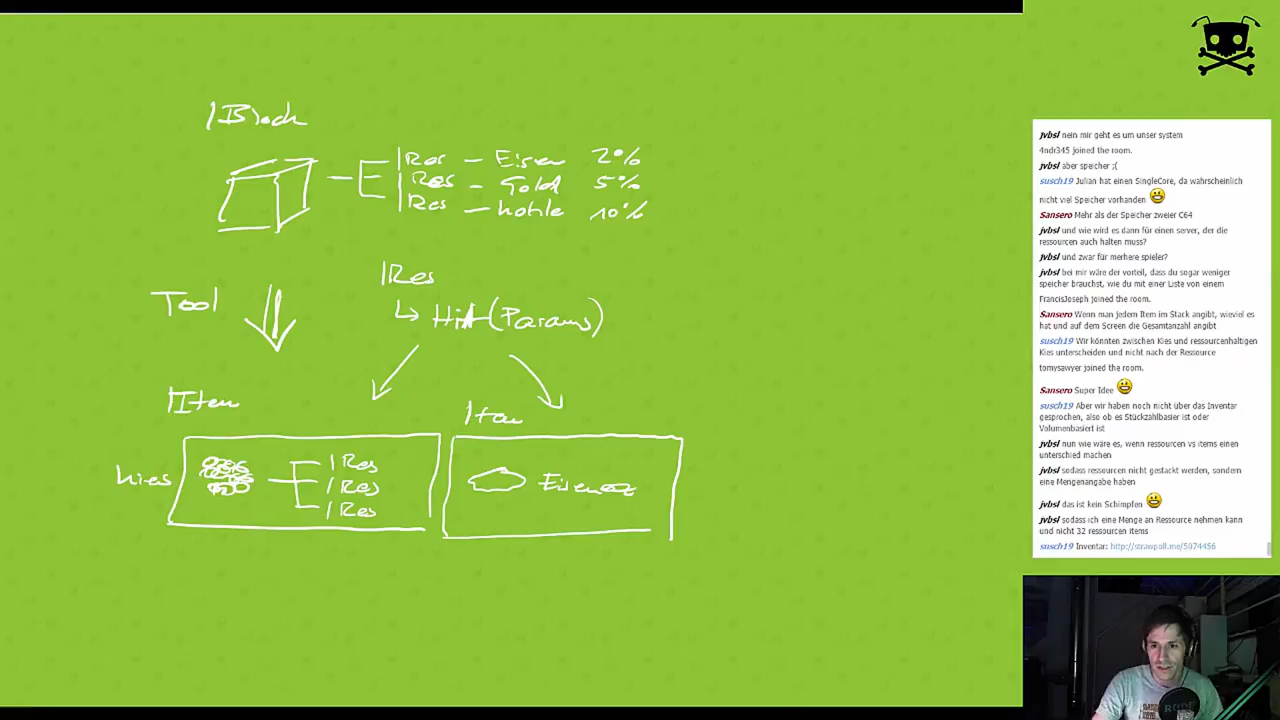 IBlock
IRes – Eisen 2%
IRes – Gold 5%
IRes – Kohle 10%
IRes
Tool
↳ Hit(Params)
IItem
Item
Kies
IRes
IRes
IRes
Eisenerz
jvbsl nein mir geht es um unser system
4ndr345 joined the room.
jvbsl aber speicher ;(
susch19 Julian hat einen SingleCore, da wahrscheinlich
nicht viel Speicher vorhanden 😀
Sansero Mehr als der Speicher zweier C64
jvbsl und wie wird es dann für einen server, der die
ressourcen auch halten muss?
jvbsl und zwar für merhere spieler?
jvbsl bei mir wäre der vorteil, dass du sogar weniger
speicher brauchst, wie du mit einer Liste von einem
FrancisJoseph joined the room.
Sansero Wenn man jedem Item im Stack angibt, wieviel es
hat und auf dem Screen die Gesamtanzahl angibt
susch19 Wir könnten zwischen Kies und ressourcenhaltigen
Kies unterscheiden und nicht nach der Ressource
tomysawyer joined the room.
Sansero Super Idee 😀
susch19 Aber wir haben noch nicht über das Inventar
gesprochen, also ob es Stückzahlbasier ist oder
Volumenbasiert ist
jvbsl nun wie wäre es, wenn ressourcen vs items einen
unterschied machen
jvbsl sodass ressourcen nicht gestackt werden, sondern
eine Mengenangabe haben
jvbsl das ist kein Schimpfen 😀
jvbsl sodass ich eine Menge an Ressource nehmen kann
und nicht 32 ressourcen items
susch19 Inventar: http://strawpoll.me/5074456